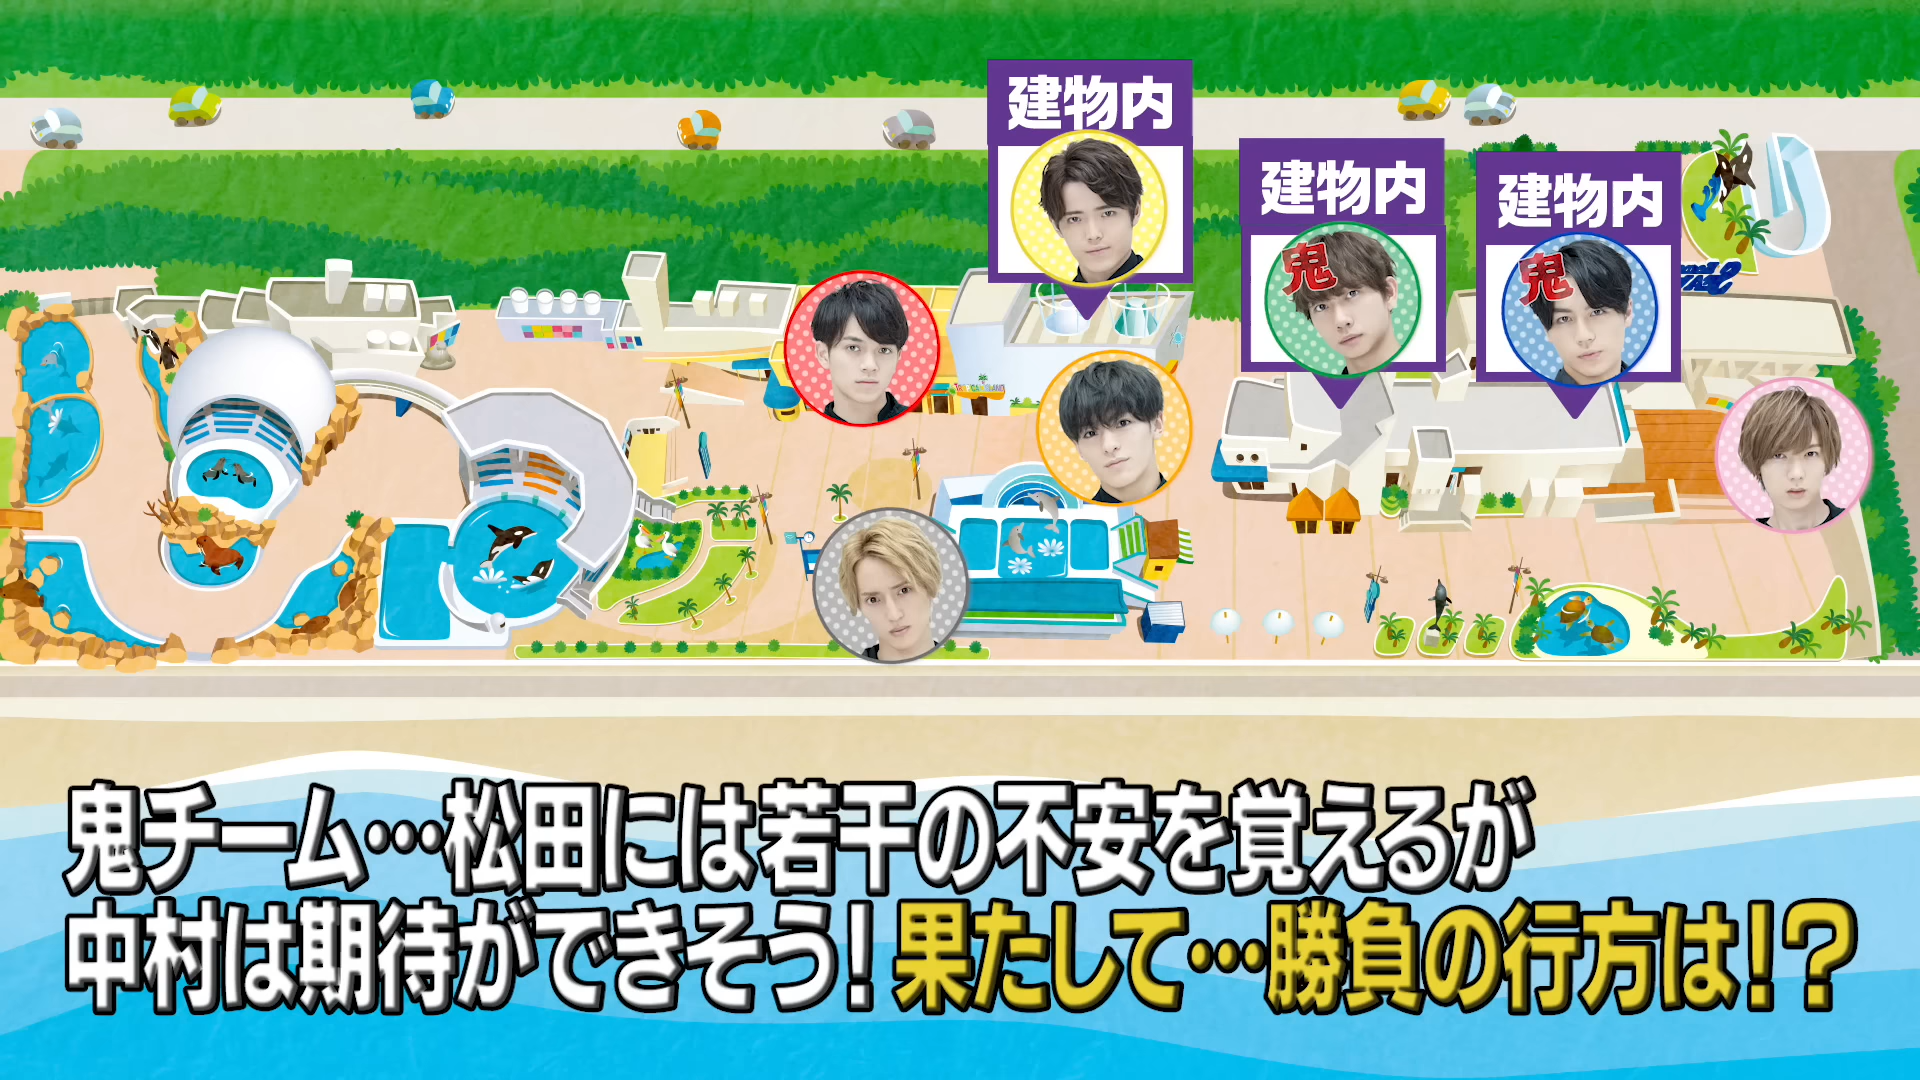 建物内
建物内
建物内
鬼
鬼
鬼チーム…松田には若干の不安を覚えるが
中村は期待ができそう!果たして…勝負の行方は!?